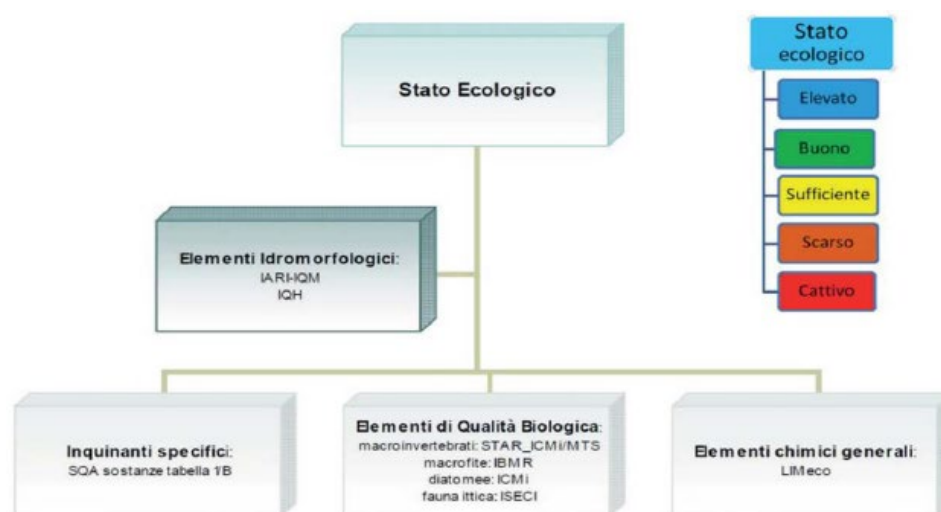 Stato Ecologico
Stato
ecologico
Elevato
Buono
Sufficiente
Scarso
Cattivo
Elementi Idromorfologici:
IARI-IQM
IQH
Inquinanti specifici:
SQA sostanze tabella 1/B
Elementi di Qualità Biologica:
macroinvertebrati: STAR_ICMi/MTS
macrofite: IBMR
diatomee: ICMi
fauna ittica: ISECI
Elementi chimici generali:
LIMeco